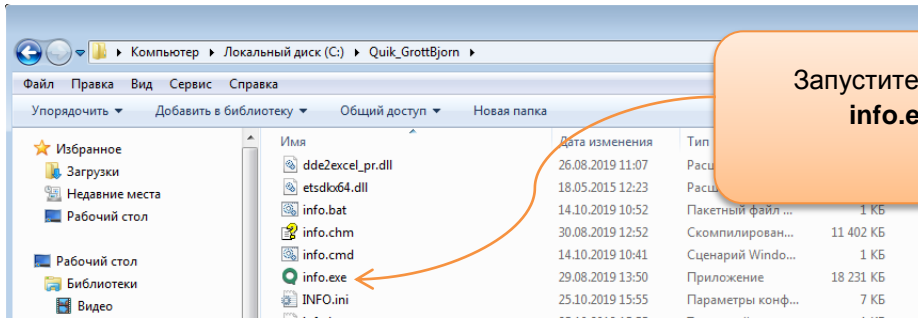 Компьютер Локальный диск (C:) Quik_GrottBjorn
Файл Правка Вид Сервис Справка
Упорядочить Добавить в библиотеку Общий доступ Новая папка
Запустите
info.e
Имя Дата изменения Тип
Избранное
Загрузки
Недавние места
Рабочий стол
Рабочий стол
Библиотеки
Видео
dde2excel_pr.dll 26.08.2019 11:07 Расш
etsdkx64.dll 18.05.2015 12:23 Расш
info.bat 14.10.2019 10:52 Пакетный файл ... 1 КБ
info.chm 30.08.2019 12:52 Скомпилирован... 11 402 КБ
info.cmd 14.10.2019 10:41 Сценарий Windo... 1 КБ
info.exe 29.08.2019 13:50 Приложение 18 231 КБ
INFO.ini 25.10.2019 15:55 Параметры конф... 7 КБ